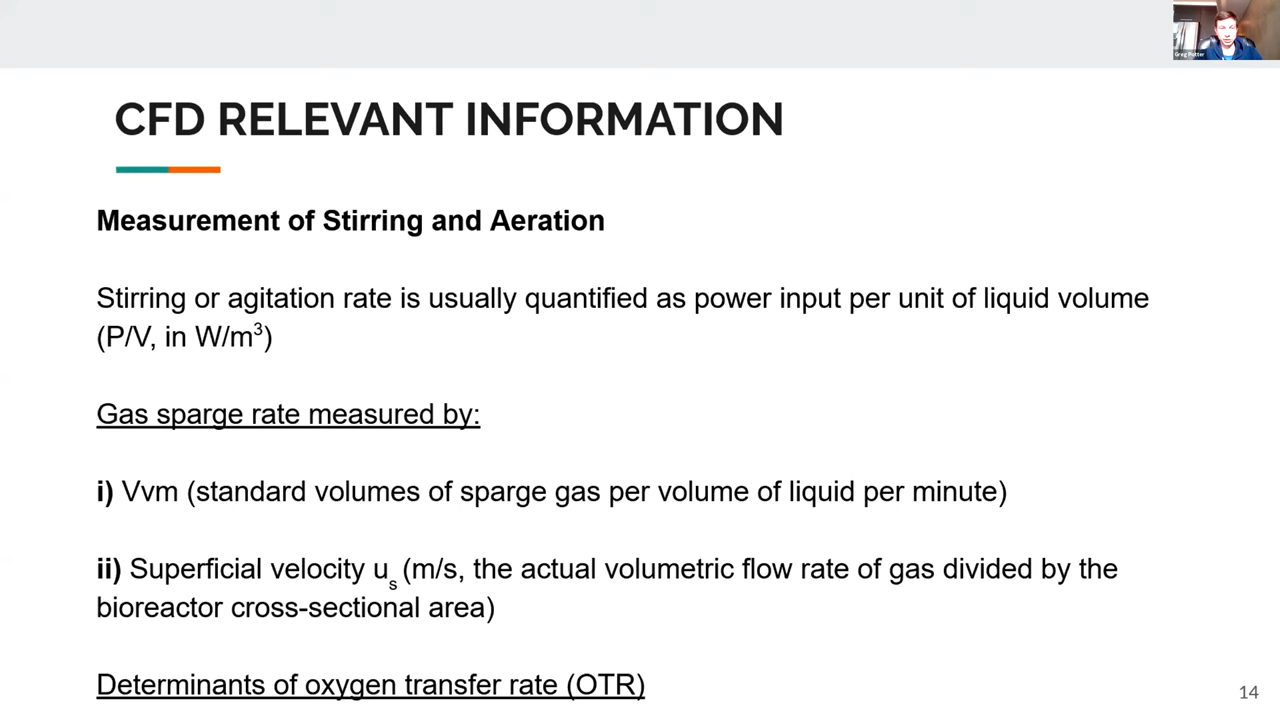 Greg Potter
CFD RELEVANT INFORMATION
Measurement of Stirring and Aeration
Stirring or agitation rate is usually quantified as power input per unit of liquid volume
(P/V, in W/m³)
Gas sparge rate measured by:
i) Vvm (standard volumes of sparge gas per volume of liquid per minute)
ii) Superficial velocity uₛ (m/s, the actual volumetric flow rate of gas divided by the
bioreactor cross-sectional area)
Determinants of oxygen transfer rate (OTR)
14